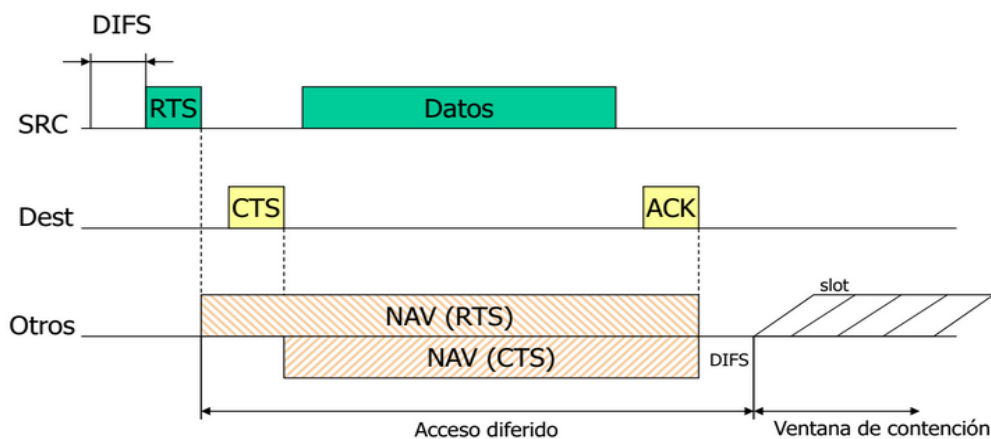 DIFS
RTS
Datos
SRC
CTS
ACK
Dest
slot
NAV (RTS)
Otros
NAV (CTS)
DIFS
Acceso diferido
Ventana de contención